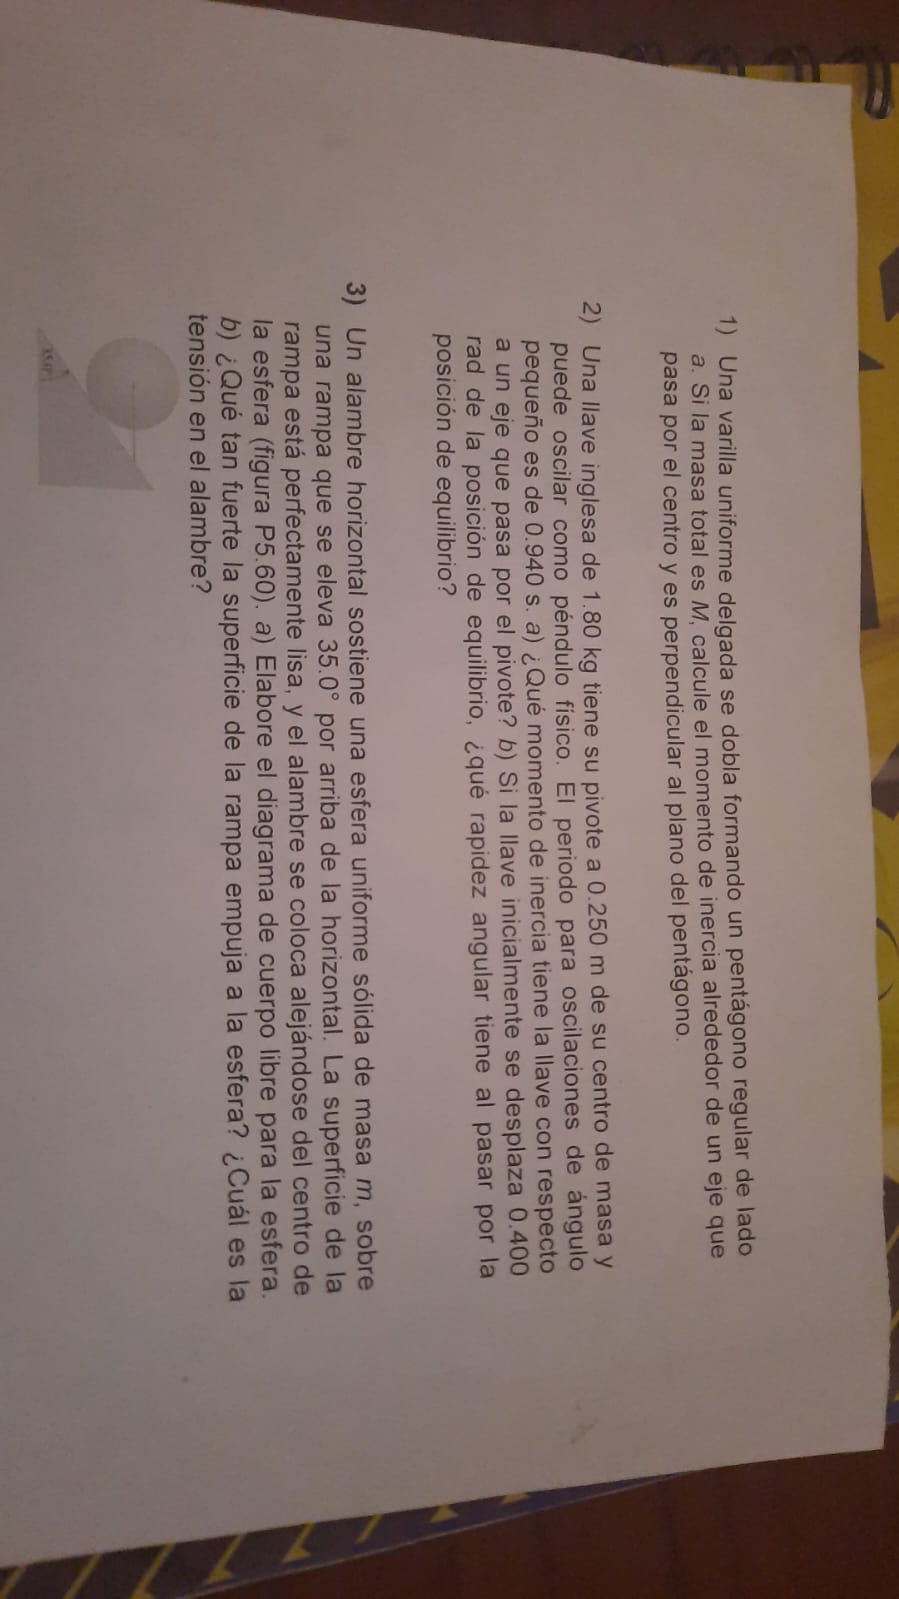 1) Una varilla uniforme delgada se dobla formando un pentágono regular de lado
a. Si la masa total es M, calcule el momento de inercia alrededor de un eje que
pasa por el centro y es perpendicular al plano del pentágono.
2) Una llave inglesa de 1.80 kg tiene su pivote a 0.250 m de su centro de masa y
puede oscilar como péndulo físico. El periodo para oscilaciones de ángulo
pequeño es de 0.940 s. a) ¿Qué momento de inercia tiene la llave con respecto
a un eje que pasa por el pivote? b) Si la llave inicialmente se desplaza 0.400
rad de la posición de equilibrio, ¿qué rapidez angular tiene al pasar por la
posición de equilibrio?
3) Un alambre horizontal sostiene una esfera uniforme sólida de masa m, sobre
una rampa que se eleva 35.0° por arriba de la horizontal. La superficie de la
rampa está perfectamente lisa, y el alambre se coloca alejándose del centro de
la esfera (figura P5.60). a) Elabore el diagrama de cuerpo libre para la esfera.
b) ¿Qué tan fuerte la superficie de la rampa empuja a la esfera? ¿Cuál es la
tensión en el alambre?
35.0°